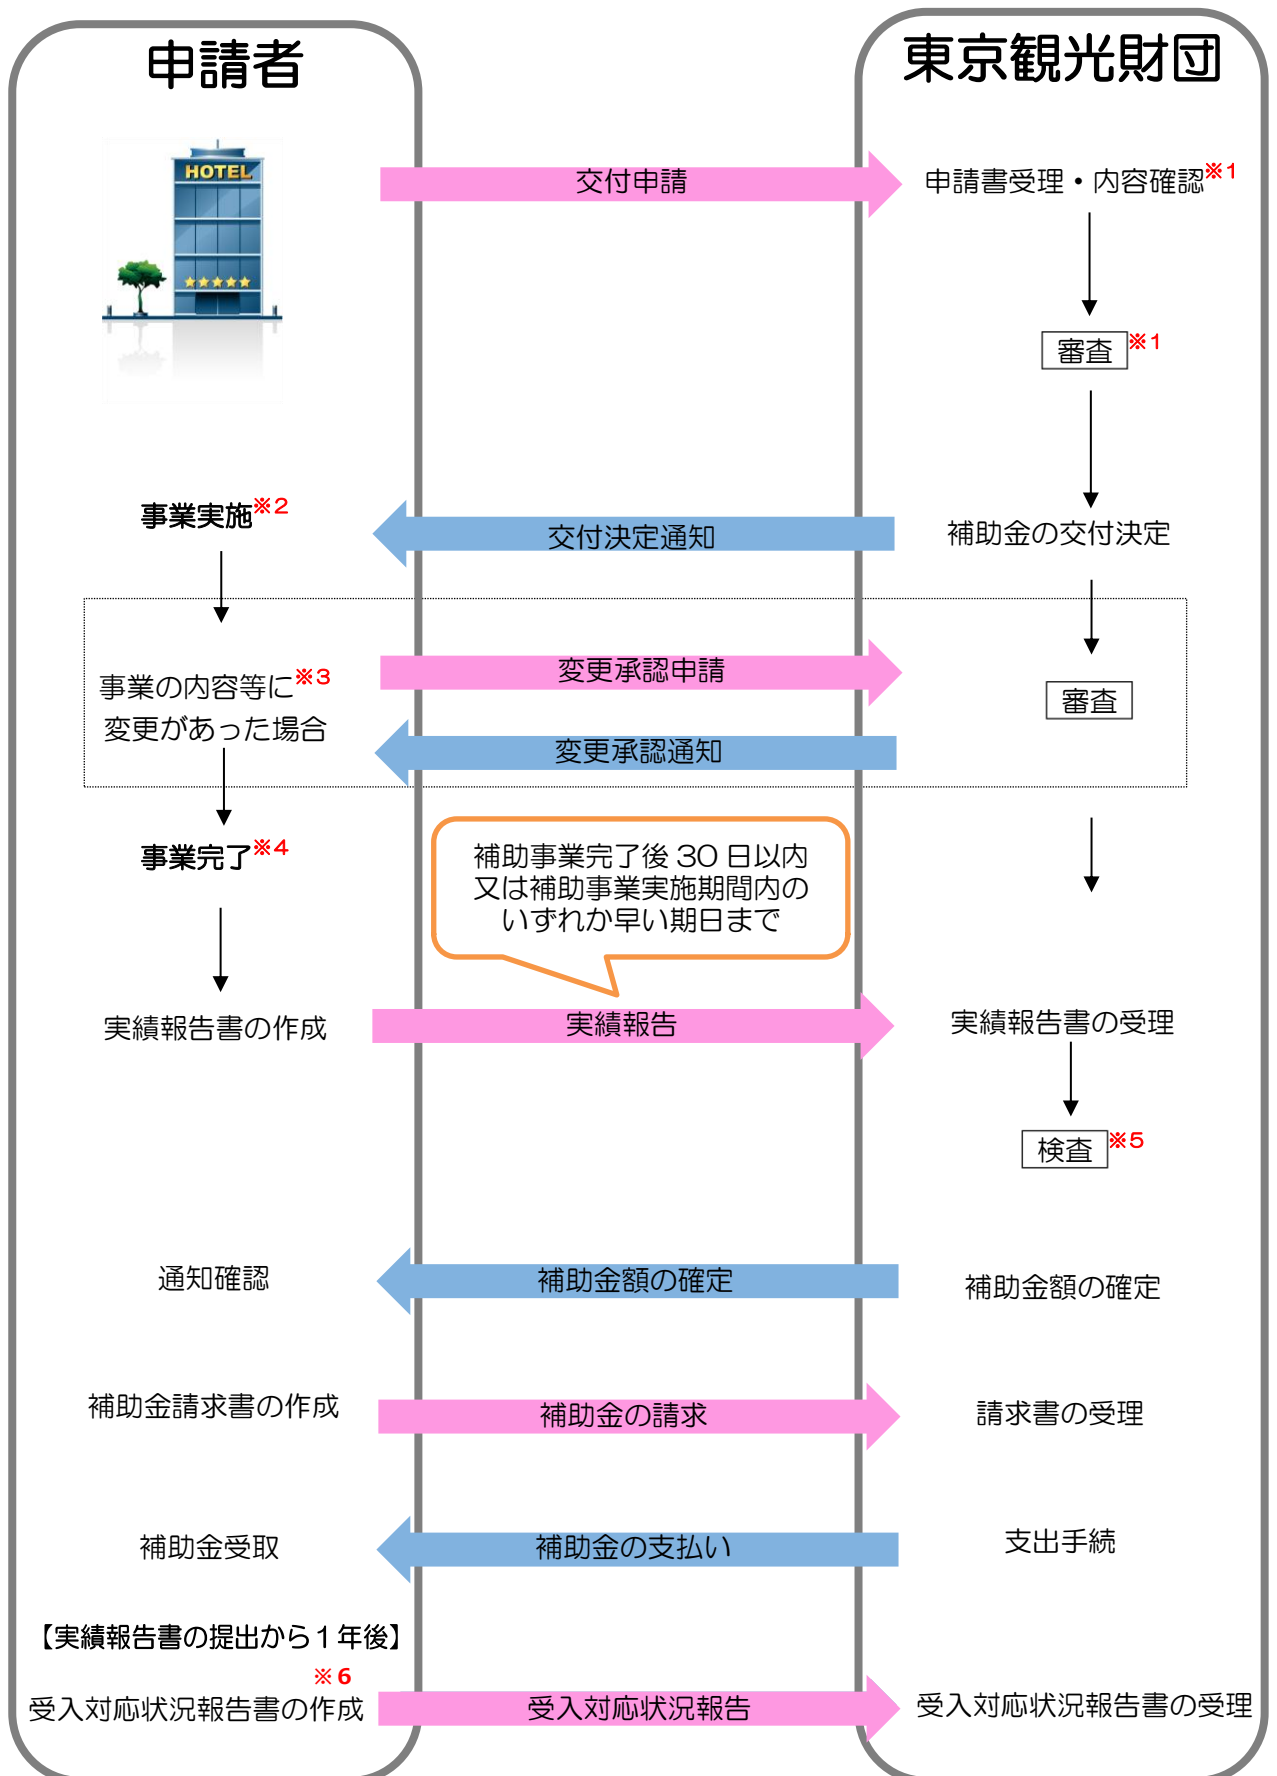 申請者
東京観光財団
HOTEL
交付申請
申請書受理・内容確認※1
審査※1
事業実施※2
交付決定通知
補助金の交付決定
事業の内容等に※3
変更があった場合
変更承認申請
審査
変更承認通知
事業完了※4
補助事業完了後 30 日以内
又は補助事業実施期間内の
いずれか早い期日まで
実績報告書の作成
実績報告
実績報告書の受理
検査※5
通知確認
補助金額の確定
補助金額の確定
補助金請求書の作成
補助金の請求
請求書の受理
補助金受取
補助金の支払い
支出手続
【実績報告書の提出から１年後】
※6
受入対応状況報告書の作成
受入対応状況報告
受入対応状況報告書の受理